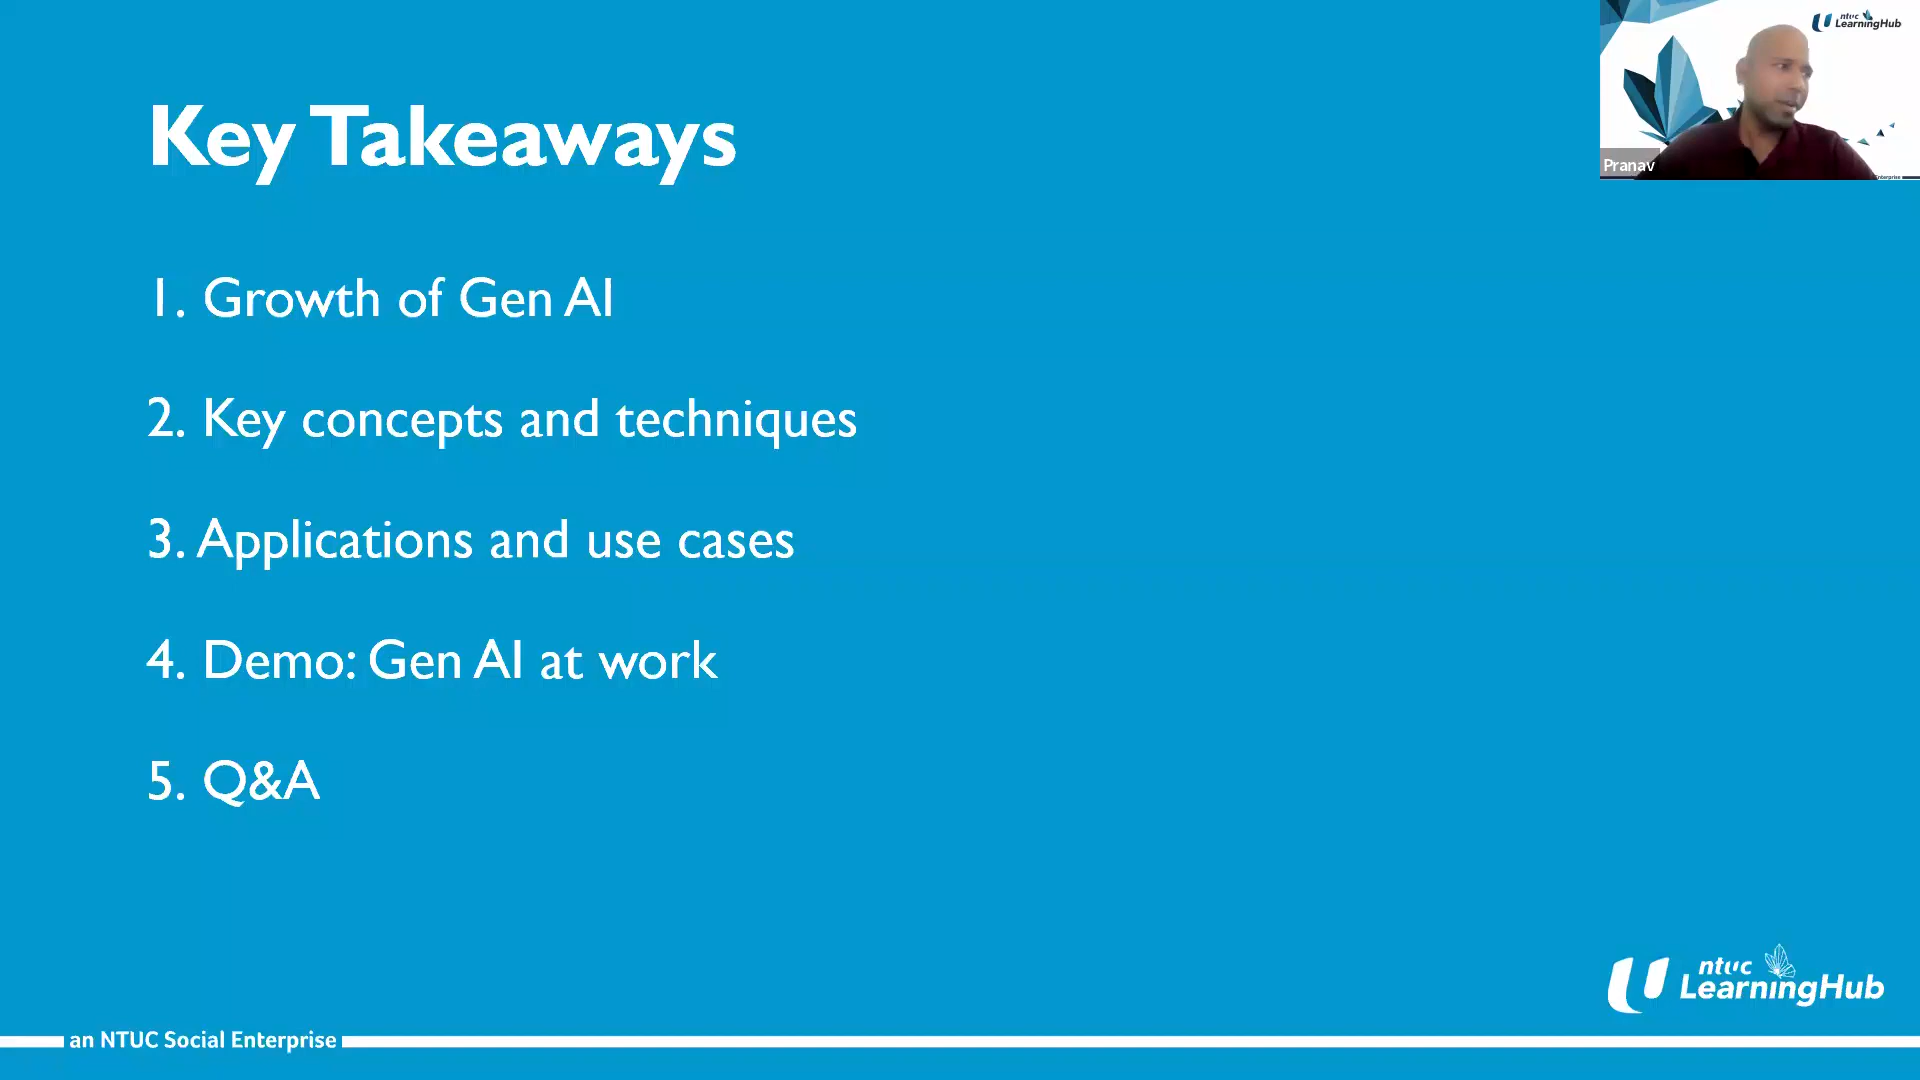 Key Takeaways
1. Growth of Gen AI
2. Key concepts and techniques
3. Applications and use cases
4. Demo: Gen AI at work
5. Q&A
ntuc
LearningHub
Pranav
Enterprise
ntuc
LearningHub
an NTUC Social Enterprise